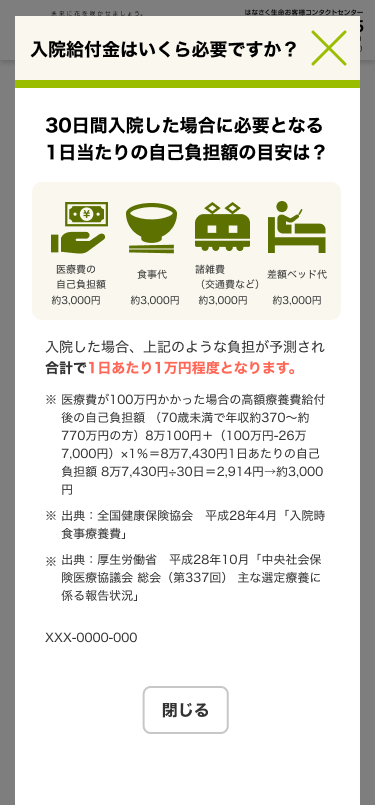 未来に花を咲かせましょう。
はなさく生命お客様コンタクトセンター
入院給付金はいくら必要ですか？
30日間入院した場合に必要となる
1日当たりの自己負担額の目安は？
医療費の
自己負担額
約3,000円
食事代
約3,000円
諸雑費
（交通費など）
約3,000円
差額ベッド代
約3,000円
入院した場合、上記のような負担が予測され
合計で1日あたり1万円程度となります。
※ 医療費が100万円かかった場合の高額療養費給付
後の自己負担額 （70歳未満で年収約370〜約
770万円の方）8万100円＋（100万円-26万
7,000円）×1％＝8万7,430円1日あたりの自己
負担額 8万7,430円÷30日＝2,914円→約3,000
円
※ 出典：全国健康保険協会　平成28年4月「入院時
食事療養費」
※ 出典：厚生労働省　平成28年10月「中央社会保
険医療協議会 総会（第337回） 主な選定療養に
係る報告状況」
XXX-0000-000
閉じる